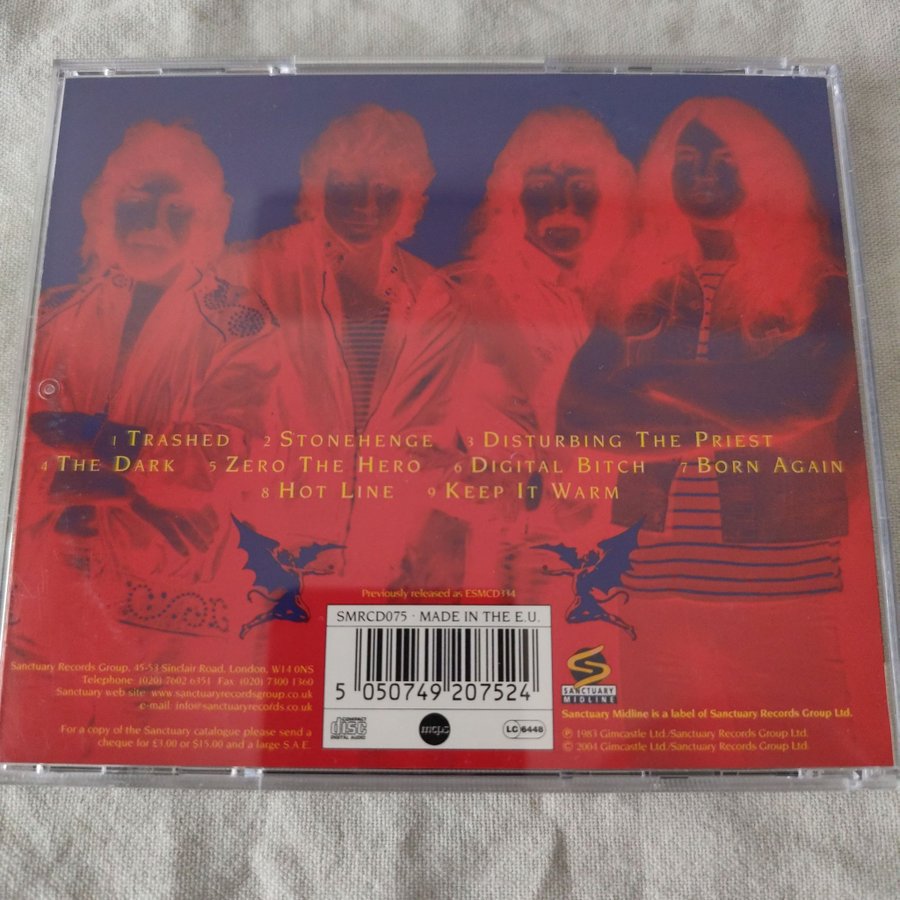 1 TRASHED 2 STONEHENGE 3 DISTURBING THE PRIEST
4 THE DARK 5 ZERO THE HERO 6 DIGITAL BITCH 7 BORN AGAIN
8 HOT LINE 9 KEEP IT WARM
Previously released as ESMCD334
SMRCD075 · MADE IN THE E.U.
5 050749 207524
COMPACT
disc
DIGITAL AUDIO
mcps
LC 6448
Sanctuary Records Group, 45-53 Sinclair Road, London, W14 0NS
Telephone (020) 7602 6351 Fax (020) 7300 1360
Sanctuary web site www.sanctuaryrecordsgroup.co.uk
e-mail info@sanctuaryrecords.co.uk
For a copy of the Sanctuary catalogue please send a
cheque for £3.00 or $15.00 and a large S.A.E.
SANCTUARY
MIDLINE
Sanctuary Midline is a label of Sanctuary Records Group Ltd.
℗ 1983 Gimcastle Ltd./Sanctuary Records Group Ltd.
© 2004 Gimcastle Ltd./Sanctuary Records Group Ltd.